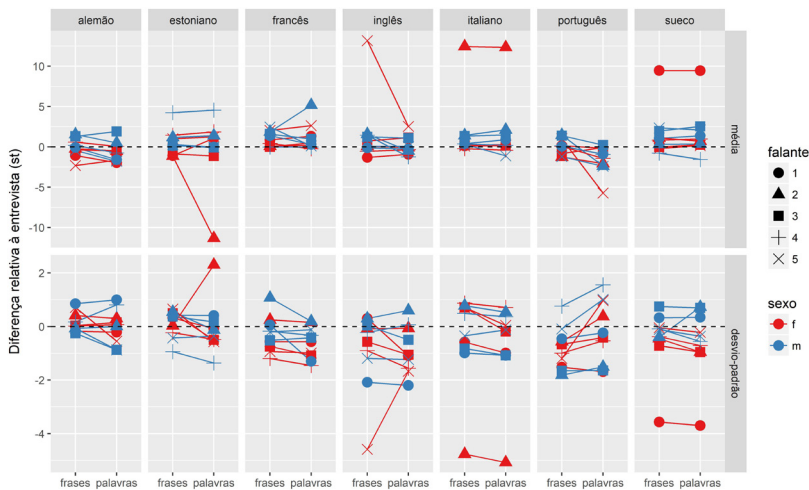 alemão estoniano francês inglês italiano português sueco
Diferença relativa à entrevista (st)
10
5
0
-5
-10
média
2
0
-2
-4
desvio-padrão
frases palavras frases palavras frases palavras frases palavras frases palavras frases palavras frases palavras
falante
1
2
3
4
5
sexo
f
m